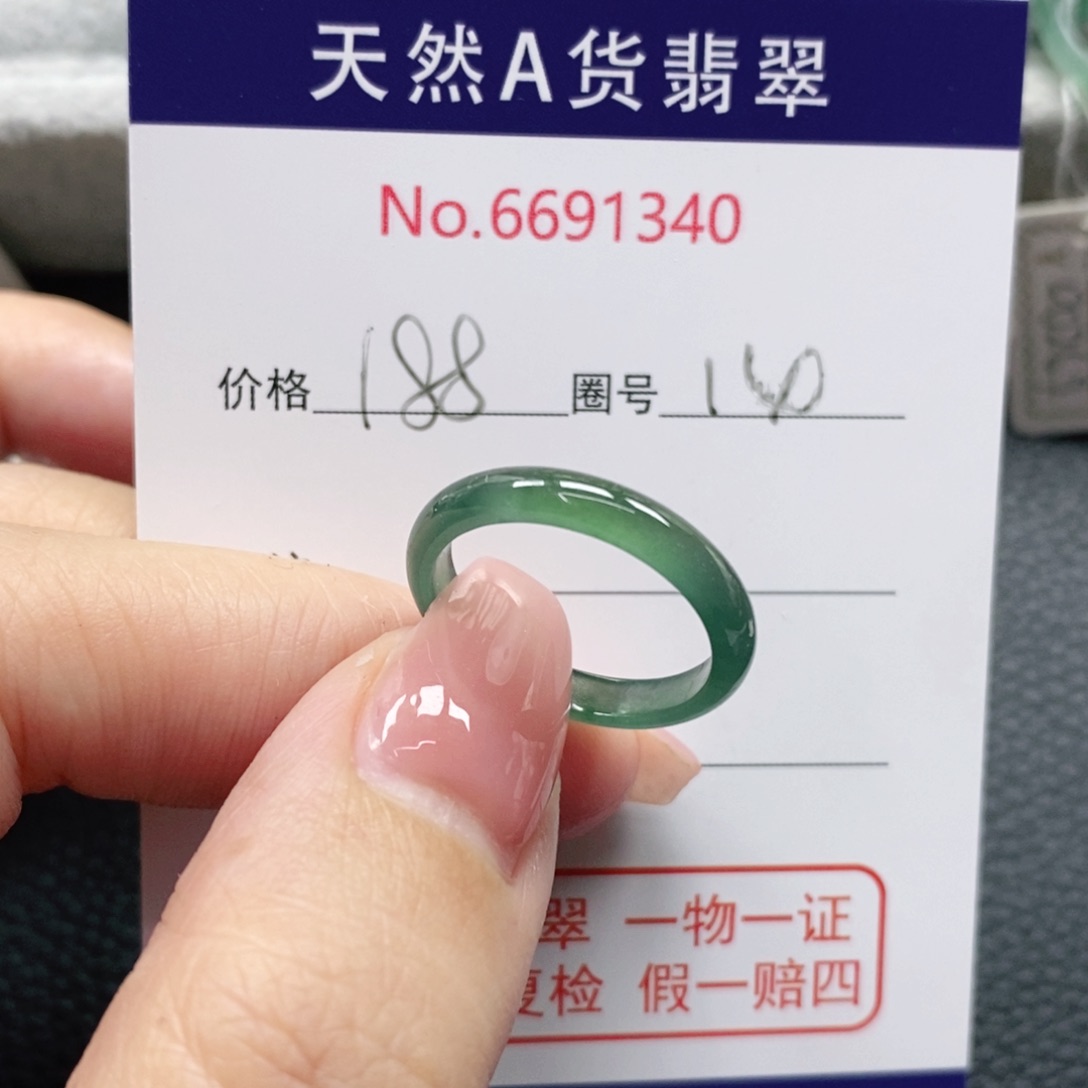 天然A货翡翠
No.6691340
价格 188 圈号
翠 一物一证
复检 假一赔四